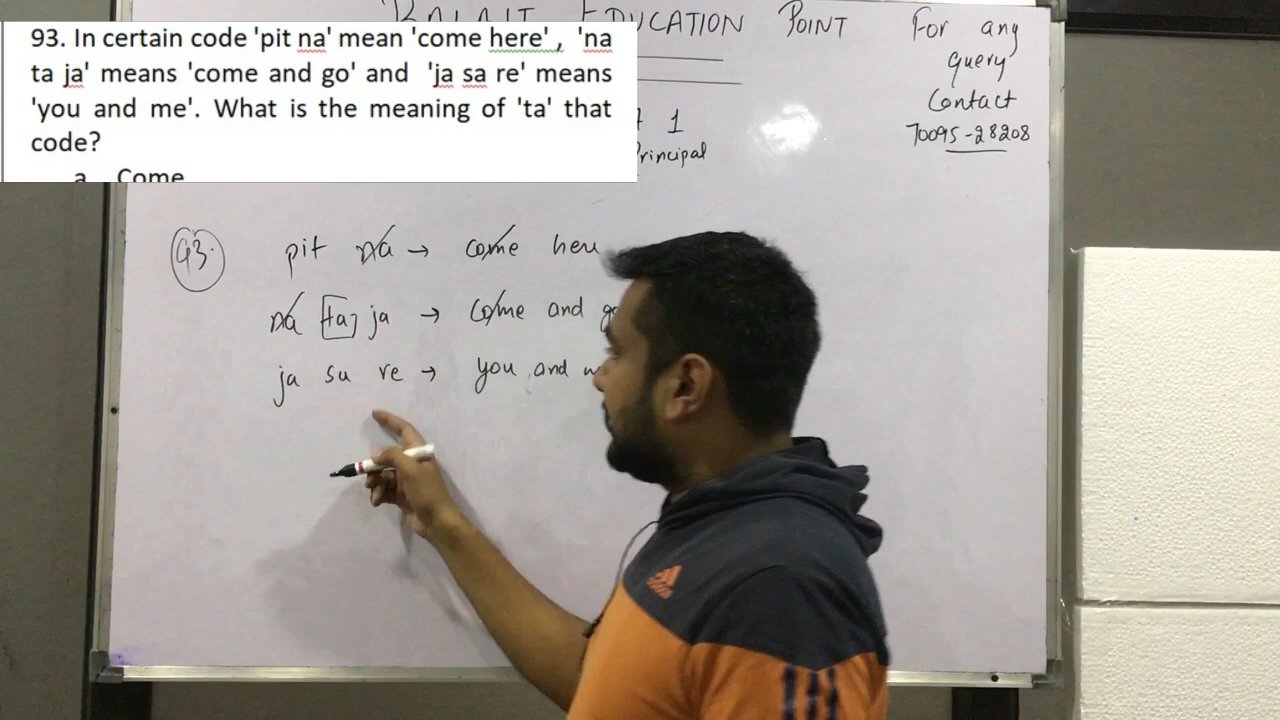 EDUCATION POINT
For any
query
Contact
70095-28208
1
Principal
93. In certain code 'pit na' mean 'come here' , 'na
ta ja' means 'come and go' and 'ja sa re' means
'you and me'. What is the meaning of 'ta' that
code?
a. Come
93.
pit na → come here
na ta ja → come and
ja sa re → you and